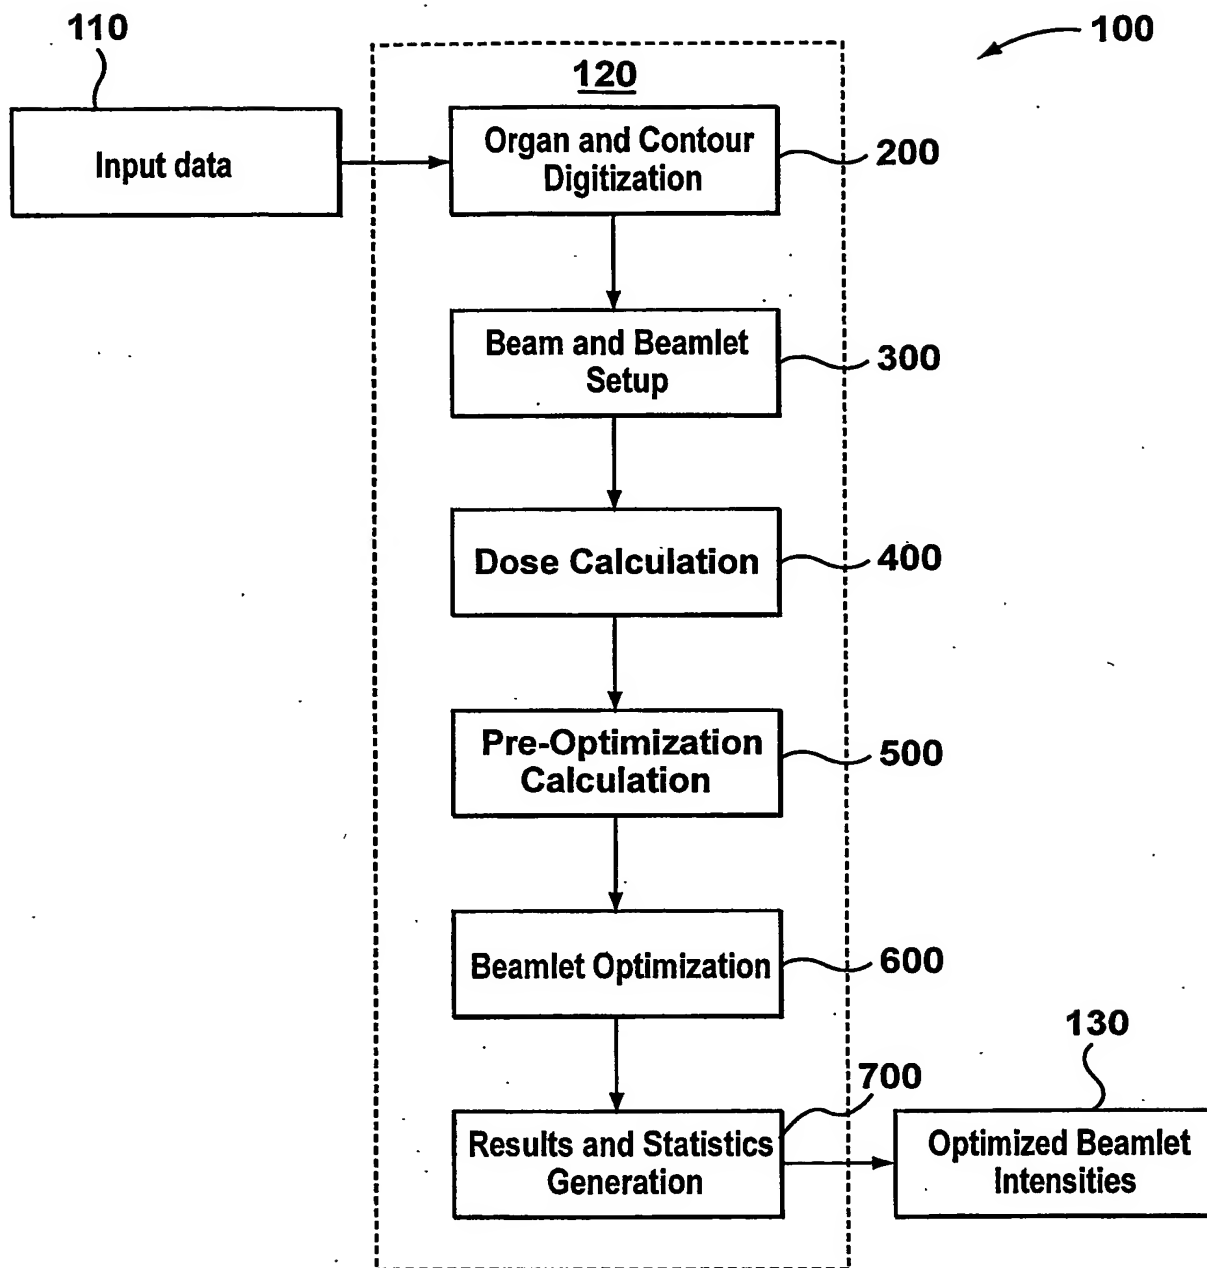 110
100
120
Input data
Organ and Contour
Digitization
200
Beam and Beamlet
Setup
300
Dose Calculation
400
Pre-Optimization
Calculation
500
Beamlet Optimization
600
700
130
Results and Statistics
Generation
Optimized Beamlet
Intensities